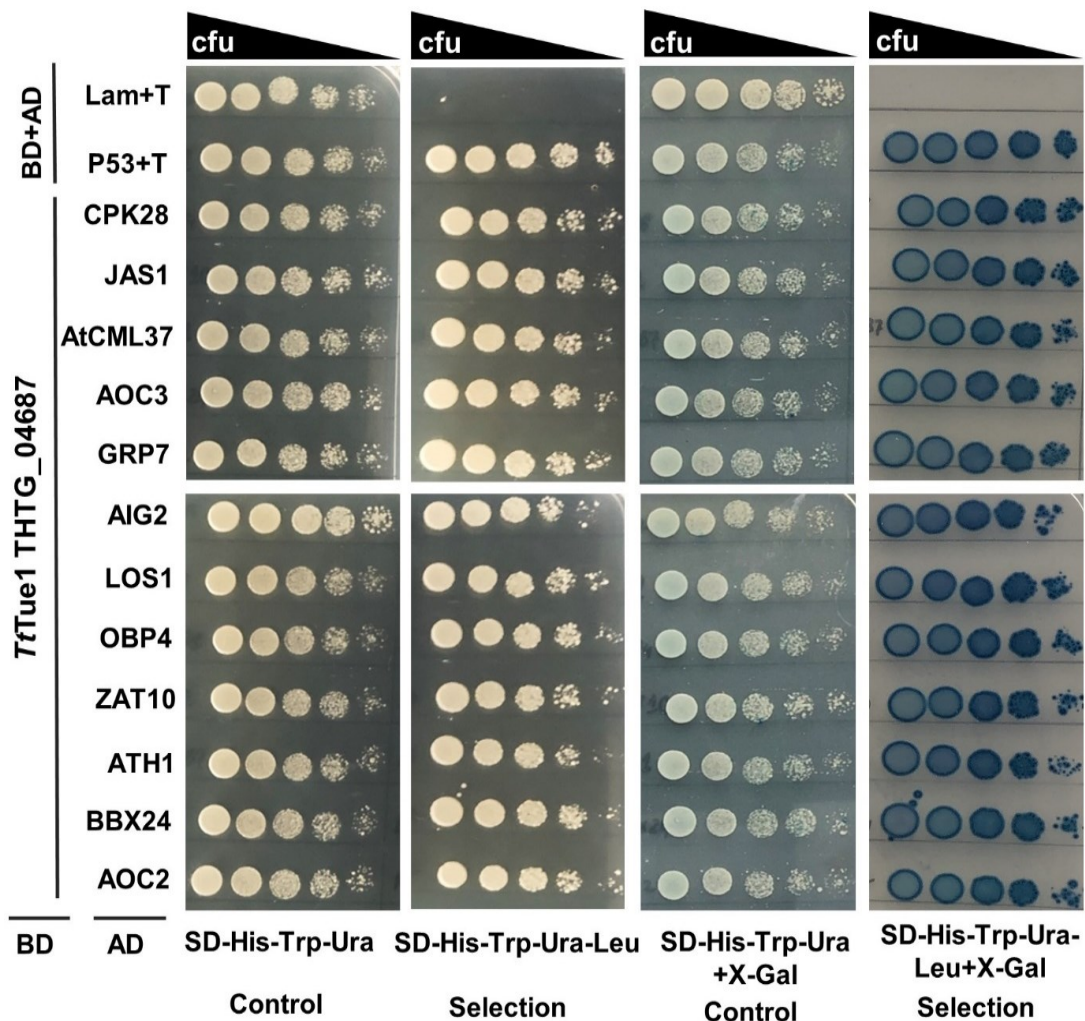 cfu cfu cfu cfu
BD+AD
Lam+T
P53+T
TtTue1 THTG_04687
CPK28
JAS1
AtCML37
AOC3
GRP7
AIG2
LOS1
OBP4
ZAT10
ATH1
BBX24
AOC2
BD AD
SD-His-Trp-Ura
Control
SD-His-Trp-Ura-Leu
Selection
SD-His-Trp-Ura
+X-Gal
Control
SD-His-Trp-Ura-
Leu+X-Gal
Selection